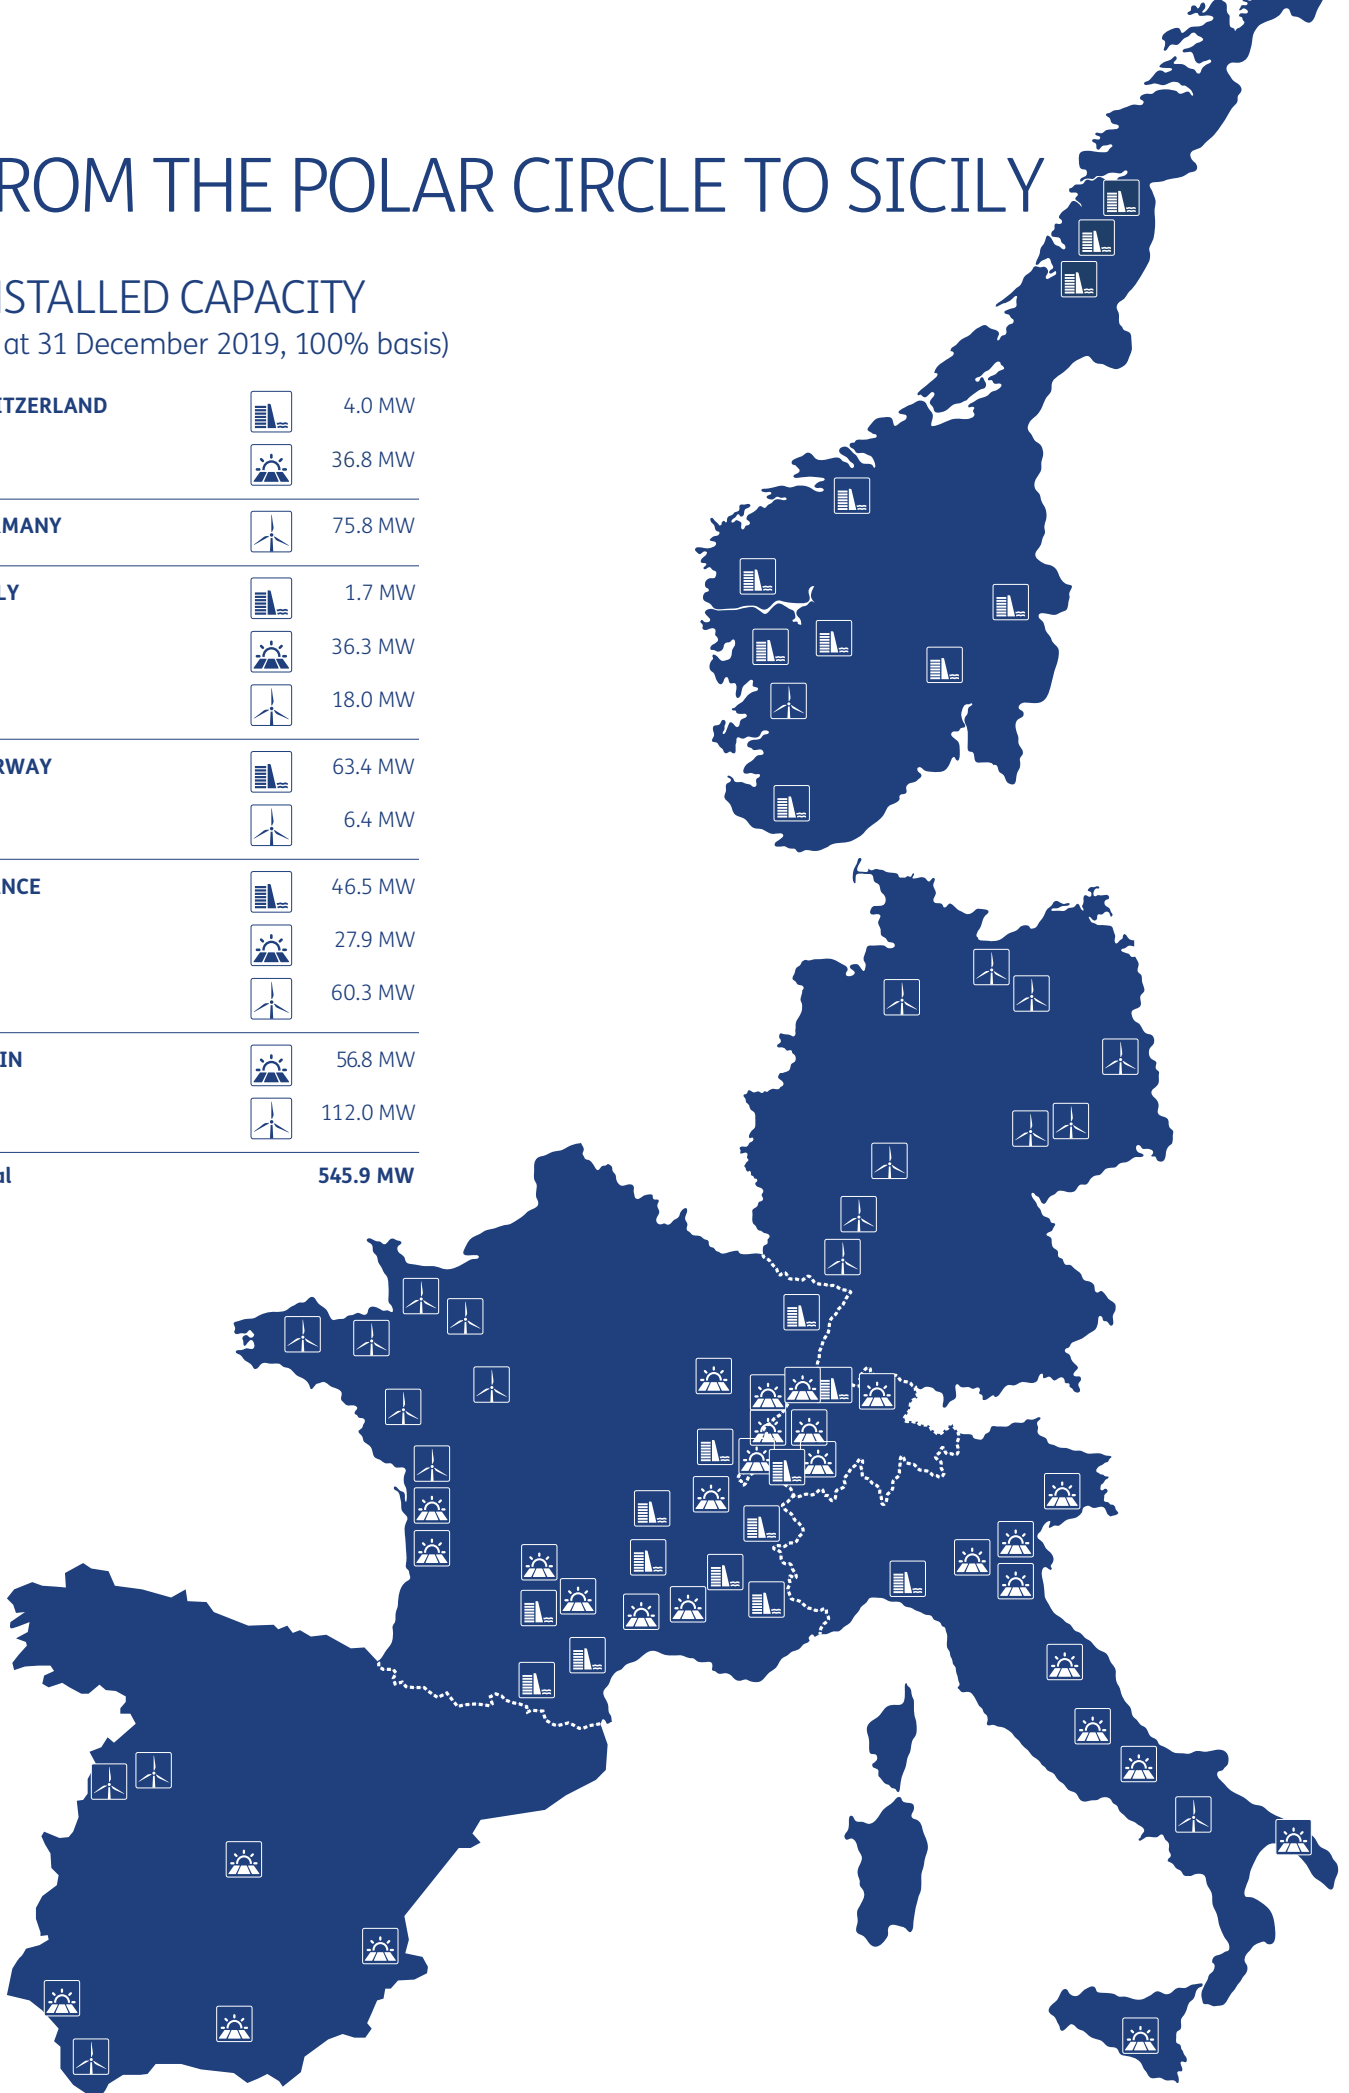 ROM THE POLAR CIRCLE TO SICILY
NSTALLED CAPACITY
at 31 December 2019, 100% basis)
ITZERLAND 4.0 MW
36.8 MW
RMANY 75.8 MW
LY 1.7 MW
36.3 MW
18.0 MW
RWAY 63.4 MW
6.4 MW
NCE 46.5 MW
27.9 MW
60.3 MW
IN 56.8 MW
112.0 MW
al 545.9 MW